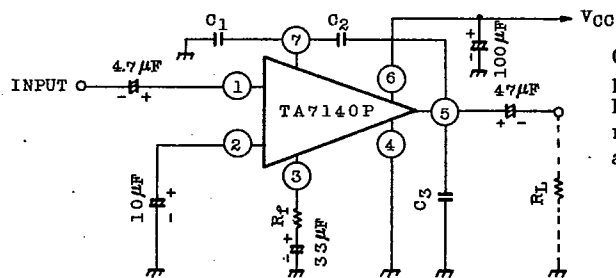 C1
C2
VCC
100μF
4.7μF
INPUT
7
6
1
TA7140P
5
47μF
2
4
3
10μF
Rf
33μF
C3
RL